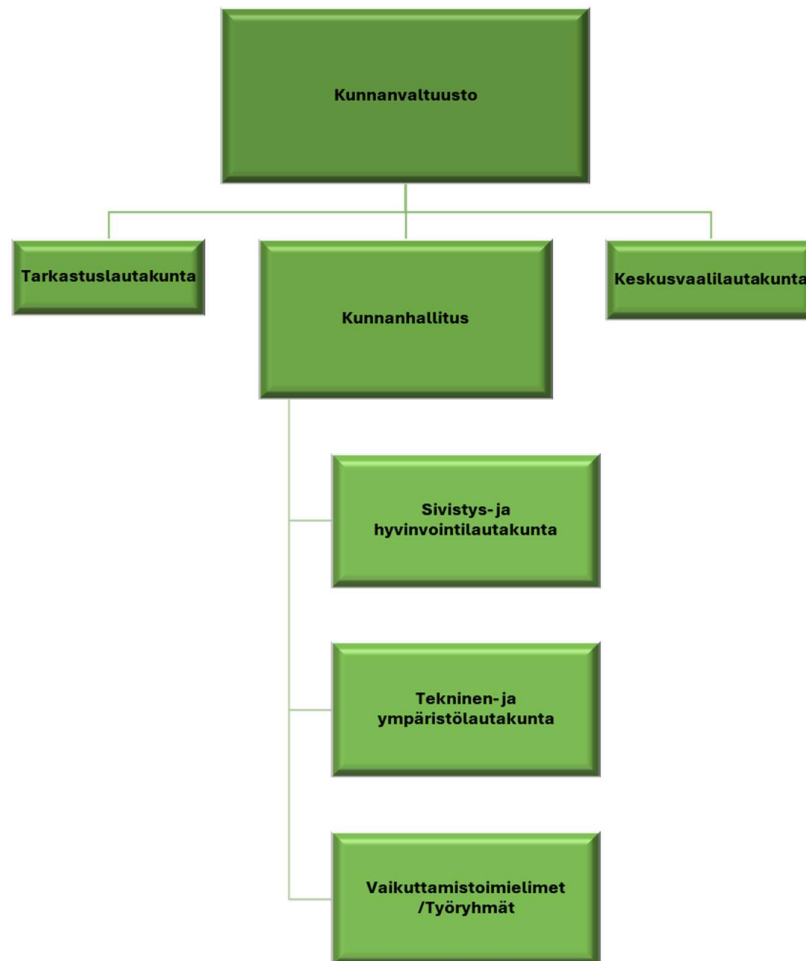 Kunnanvaltuusto
Tarkastuslautakunta
Kunnanhallitus
Keskusvaalilautakunta
Sivistys-ja
hyvinvointilautakunta
Tekninen-ja
ympäristölautakunta
Vaikuttamistoimielimet
/Työryhmät